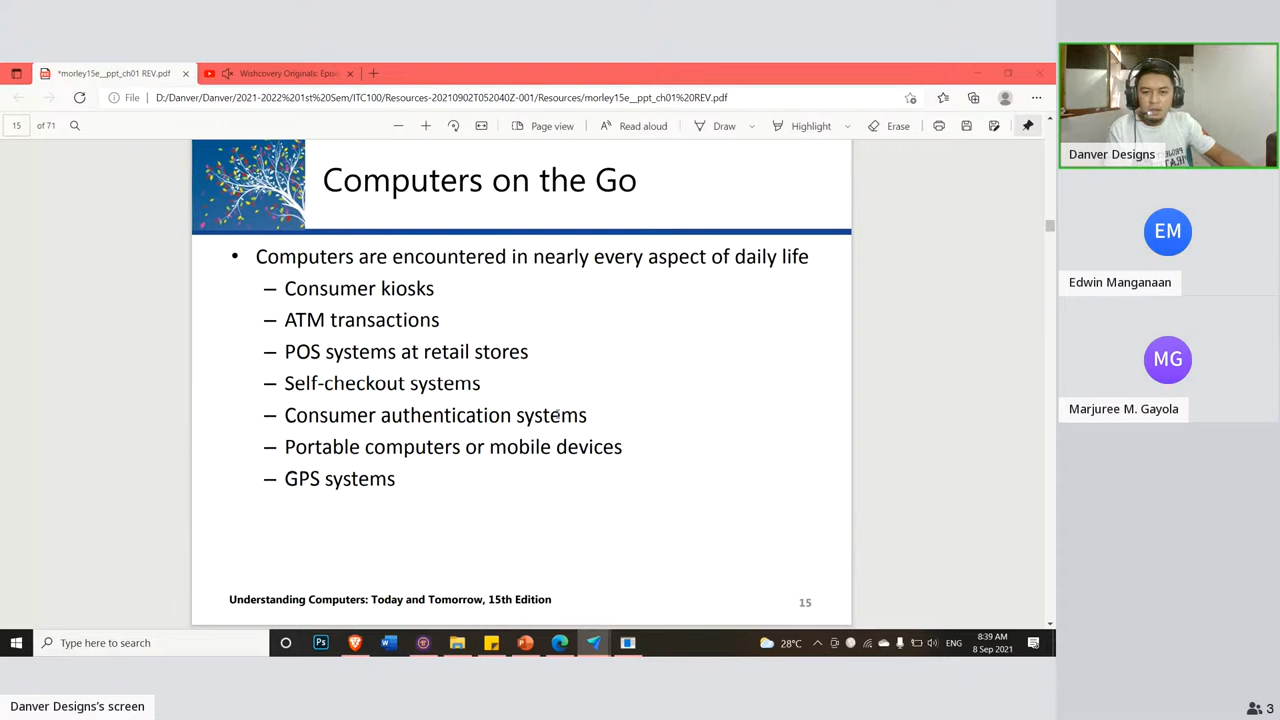 *morley15e__ppt_ch01 REV.pdf
Wishcovery Originals: Epis
File
D:/Danver/Danver/2021-2022%201st%20Sem/ITC100/Resources-20210902T052040Z-001/Resources/morley15e__ppt_ch01%20REV.pdf
15 of 71
Page view
Read aloud
Draw
Highlight
Erase
Computers on the Go
• Computers are encountered in nearly every aspect of daily life
– Consumer kiosks
– ATM transactions
– POS systems at retail stores
– Self-checkout systems
– Consumer authentication systems
– Portable computers or mobile devices
– GPS systems
Understanding Computers: Today and Tomorrow, 15th Edition
15
Type here to search
Ps
28°C
ENG
8:39 AM
8 Sep 2021
Danver Designs's screen
Danver Designs
EM
Edwin Manganaan
MG
Marjuree M. Gayola
3